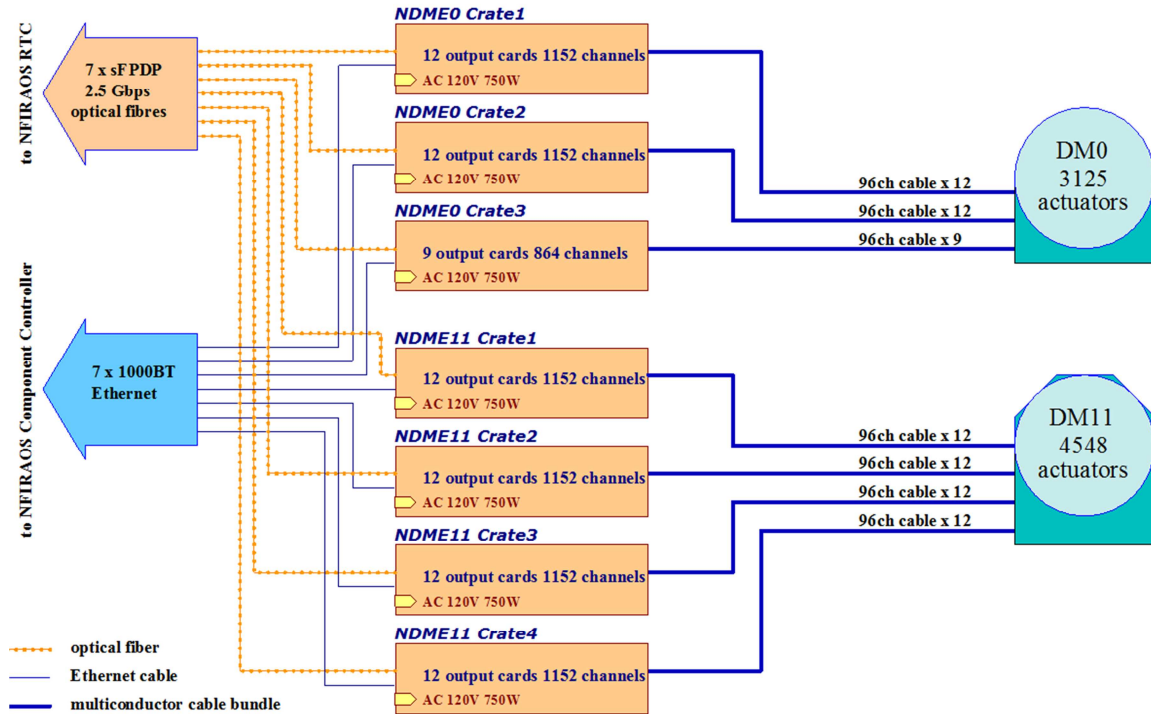 to NFIRAOS RTC
7 x sFPDP
2.5 Gbps
optical fibres
to NFIRAOS Component Controller
7 x 1000BT
Ethernet
NDME0 Crate1
12 output cards 1152 channels
AC 120V 750W
NDME0 Crate2
12 output cards 1152 channels
AC 120V 750W
NDME0 Crate3
9 output cards 864 channels
AC 120V 750W
NDME11 Crate1
12 output cards 1152 channels
AC 120V 750W
NDME11 Crate2
12 output cards 1152 channels
AC 120V 750W
NDME11 Crate3
12 output cards 1152 channels
AC 120V 750W
NDME11 Crate4
12 output cards 1152 channels
AC 120V 750W
96ch cable x 12
96ch cable x 12
96ch cable x 9
DM0
3125
actuators
96ch cable x 12
96ch cable x 12
96ch cable x 12
96ch cable x 12
DM11
4548
actuators
optical fiber
Ethernet cable
multiconductor cable bundle